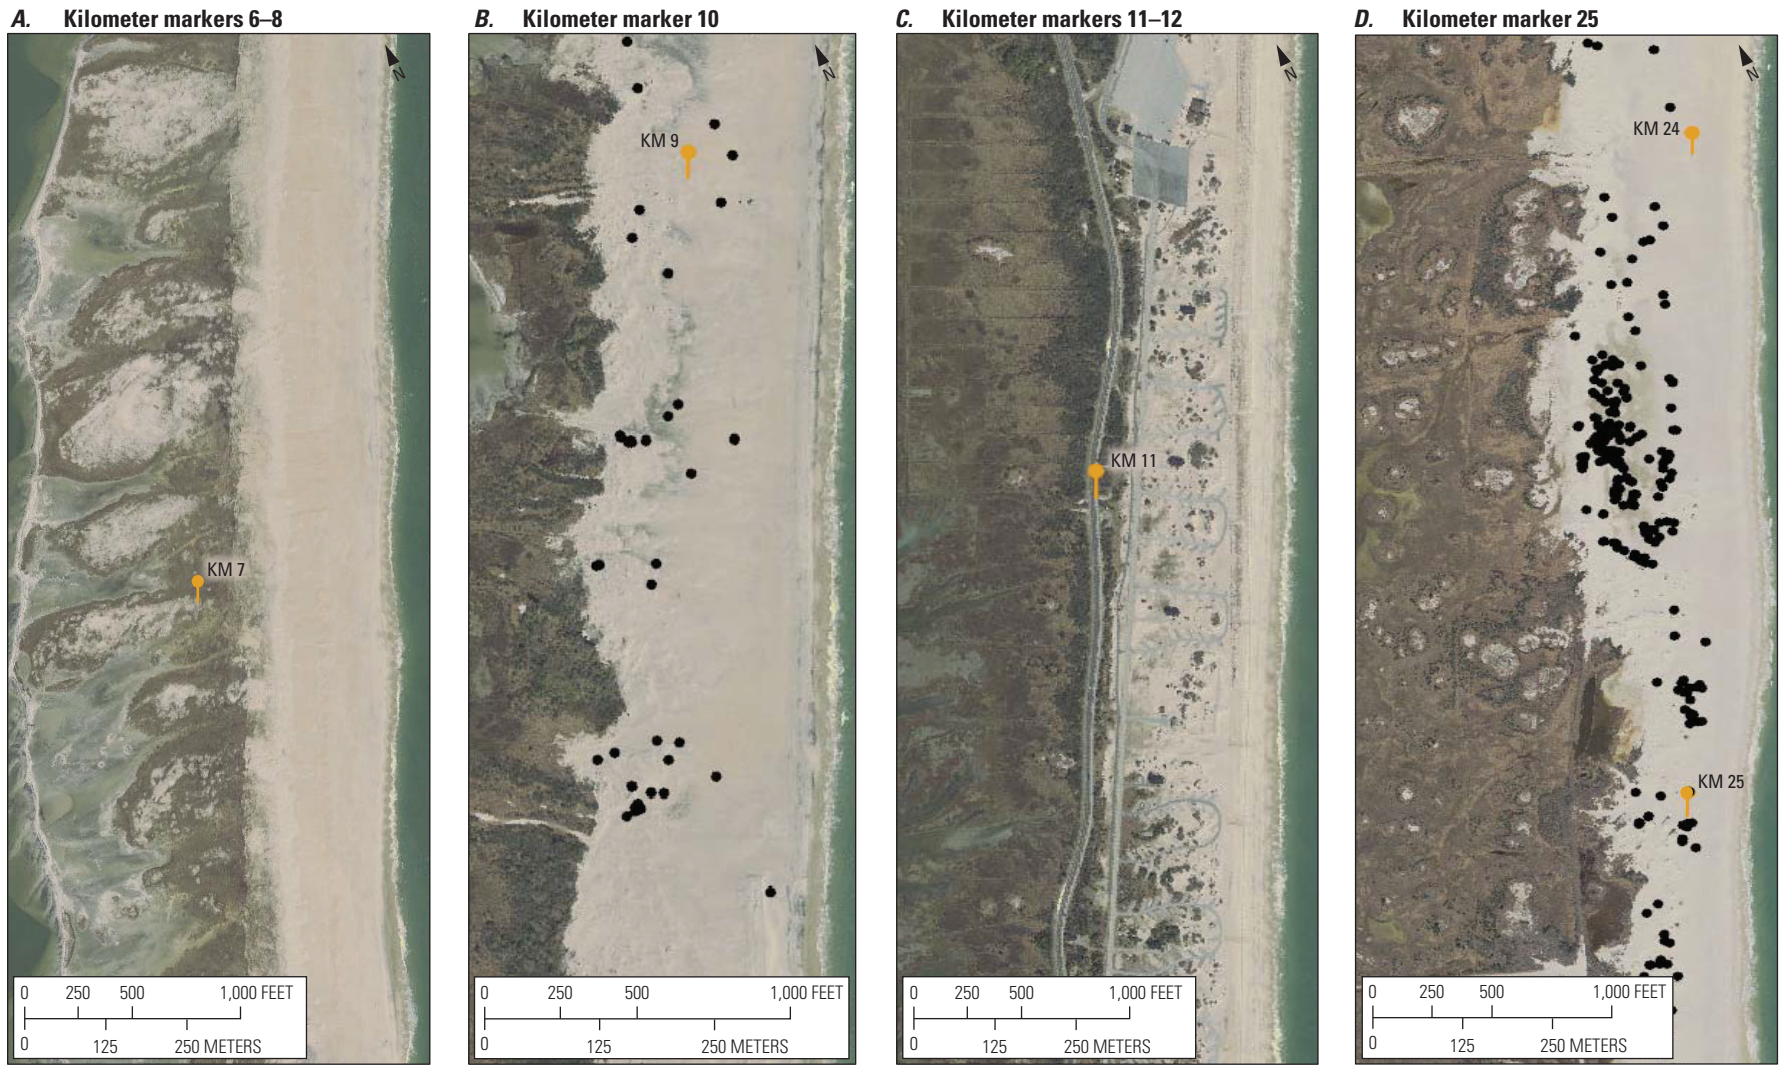 A. Kilometer markers 6–8
B. Kilometer marker 10
C. Kilometer markers 11–12
D. Kilometer marker 25
N
N
N
N
KM 7
KM 9
KM 11
KM 24
KM 25
0 250 500 1,000 FEET
0 125 250 METERS
0 250 500 1,000 FEET
0 125 250 METERS
0 250 500 1,000 FEET
0 125 250 METERS
0 250 500 1,000 FEET
0 125 250 METERS